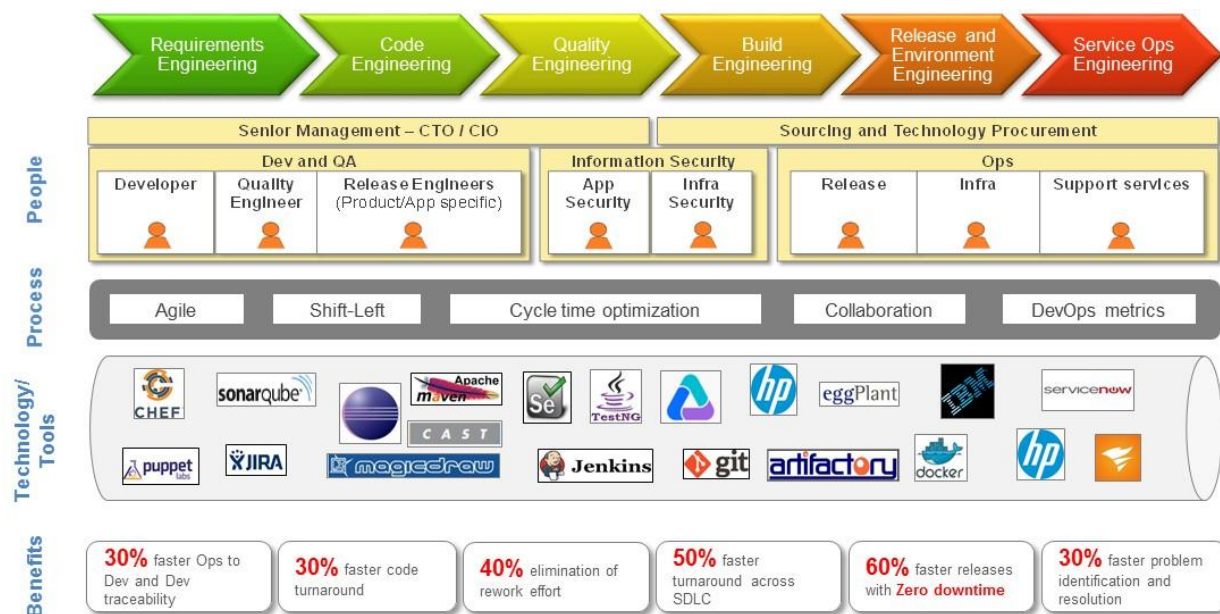 Requirements
Engineering
Code
Engineering
Quality
Engineering
Build
Engineering
Release and
Environment
Engineering
Service Ops
Engineering
People
Senior Management – CTO / CIO
Sourcing and Technology Procurement
Dev and QA
Information Security
Ops
Developer
Quality
Engineer
Release Engineers
(Product/App specific)
App
Security
Infra
Security
Release
Infra
Support services
Process
Agile
Shift-Left
Cycle time optimization
Collaboration
DevOps metrics
Technology/
Tools
CHEF
sonarqube
Apache
maven
CAST
Se
TestNG
hp
eggPlant
IBM
servicenow
puppet
labs
JIRA
magicdraw
Jenkins
git
artifactory
docker
hp
Benefits
30% faster Ops to
Dev and Dev
traceability
30% faster code
turnaround
40% elimination of
rework effort
50% faster
turnaround across
SDLC
60% faster releases
with Zero downtime
30% faster problem
identification and
resolution